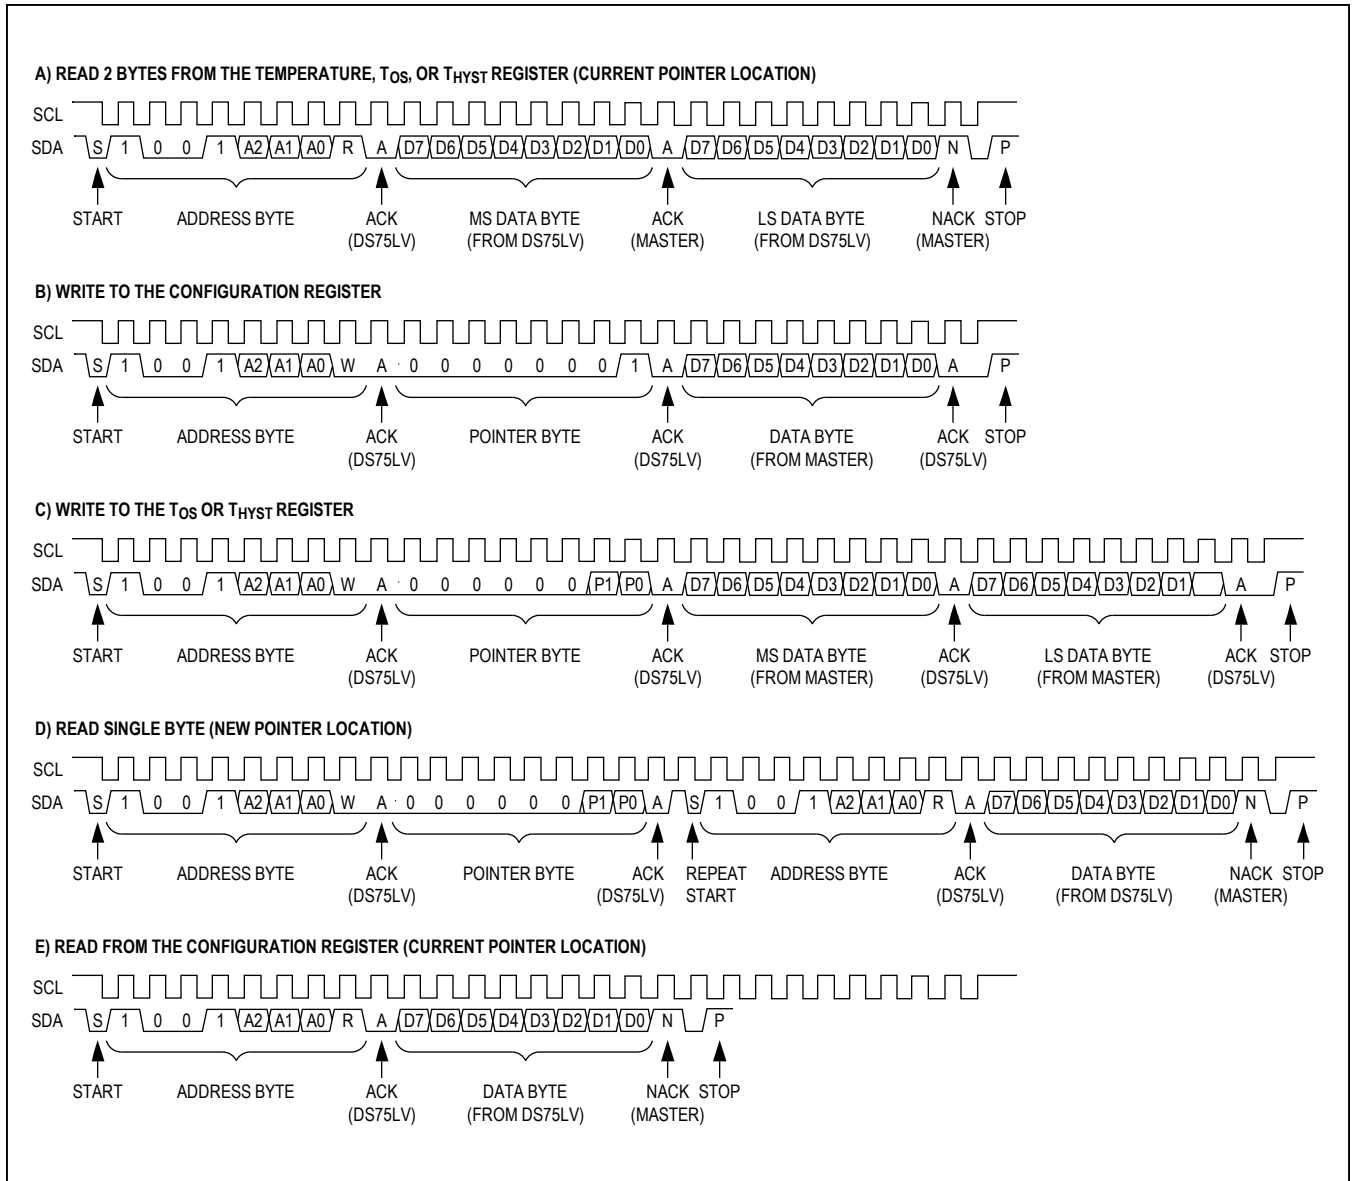 A) READ 2 BYTES FROM THE TEMPERATURE, TOS, OR THYST REGISTER (CURRENT POINTER LOCATION)
SCL
SDA S 1 0 0 1 A2 A1 A0 R A D7 D6 D5 D4 D3 D2 D1 D0 A D7 D6 D5 D4 D3 D2 D1 D0 N P
START ADDRESS BYTE ACK MS DATA BYTE ACK LS DATA BYTE NACK STOP
(DS75LV) (FROM DS75LV) (MASTER) (FROM DS75LV) (MASTER)
B) WRITE TO THE CONFIGURATION REGISTER
SCL
SDA S 1 0 0 1 A2 A1 A0 W A 0 0 0 0 0 0 0 1 A D7 D6 D5 D4 D3 D2 D1 D0 A P
START ADDRESS BYTE ACK POINTER BYTE ACK DATA BYTE ACK STOP
(DS75LV) (DS75LV) (FROM MASTER) (DS75LV)
C) WRITE TO THE TOS OR THYST REGISTER
SCL
SDA S 1 0 0 1 A2 A1 A0 W A 0 0 0 0 0 0 P1 P0 A D7 D6 D5 D4 D3 D2 D1 D0 A D7 D6 D5 D4 D3 D2 D1 A P
START ADDRESS BYTE ACK POINTER BYTE ACK MS DATA BYTE ACK LS DATA BYTE ACK STOP
(DS75LV) (DS75LV) (FROM MASTER) (DS75LV) (FROM MASTER) (DS75LV)
D) READ SINGLE BYTE (NEW POINTER LOCATION)
SCL
SDA S 1 0 0 1 A2 A1 A0 W A 0 0 0 0 0 0 P1 P0 A S 1 0 0 1 A2 A1 A0 R A D7 D6 D5 D4 D3 D2 D1 D0 N P
START ADDRESS BYTE ACK POINTER BYTE ACK REPEAT ADDRESS BYTE ACK DATA BYTE NACK STOP
(DS75LV) (DS75LV) START (DS75LV) (FROM DS75LV) (MASTER)
E) READ FROM THE CONFIGURATION REGISTER (CURRENT POINTER LOCATION)
SCL
SDA S 1 0 0 1 A2 A1 A0 R A D7 D6 D5 D4 D3 D2 D1 D0 N P
START ADDRESS BYTE ACK DATA BYTE NACK STOP
(DS75LV) (FROM DS75LV) (MASTER)